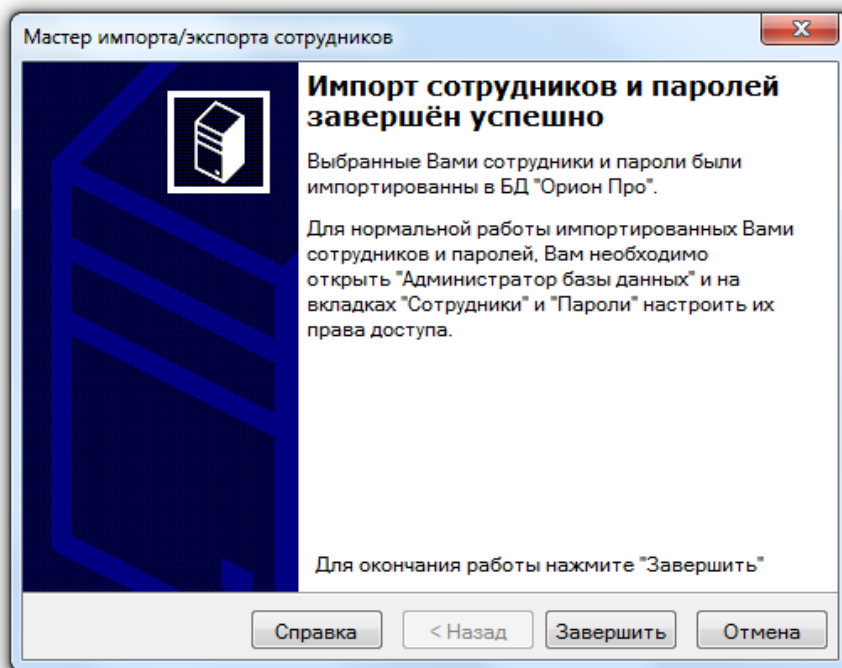 Мастер импорта/экспорта сотрудников
Импорт сотрудников и паролей
завершён успешно
Выбранные Вами сотрудники и пароли были
импортированны в БД "Орион Про".
Для нормальной работы импортированных Вами
сотрудников и паролей, Вам необходимо
открыть "Администратор базы данных" и на
вкладках "Сотрудники" и "Пароли" настроить их
права доступа.
Для окончания работы нажмите "Завершить"
Справка
< Назад
Завершить
Отмена